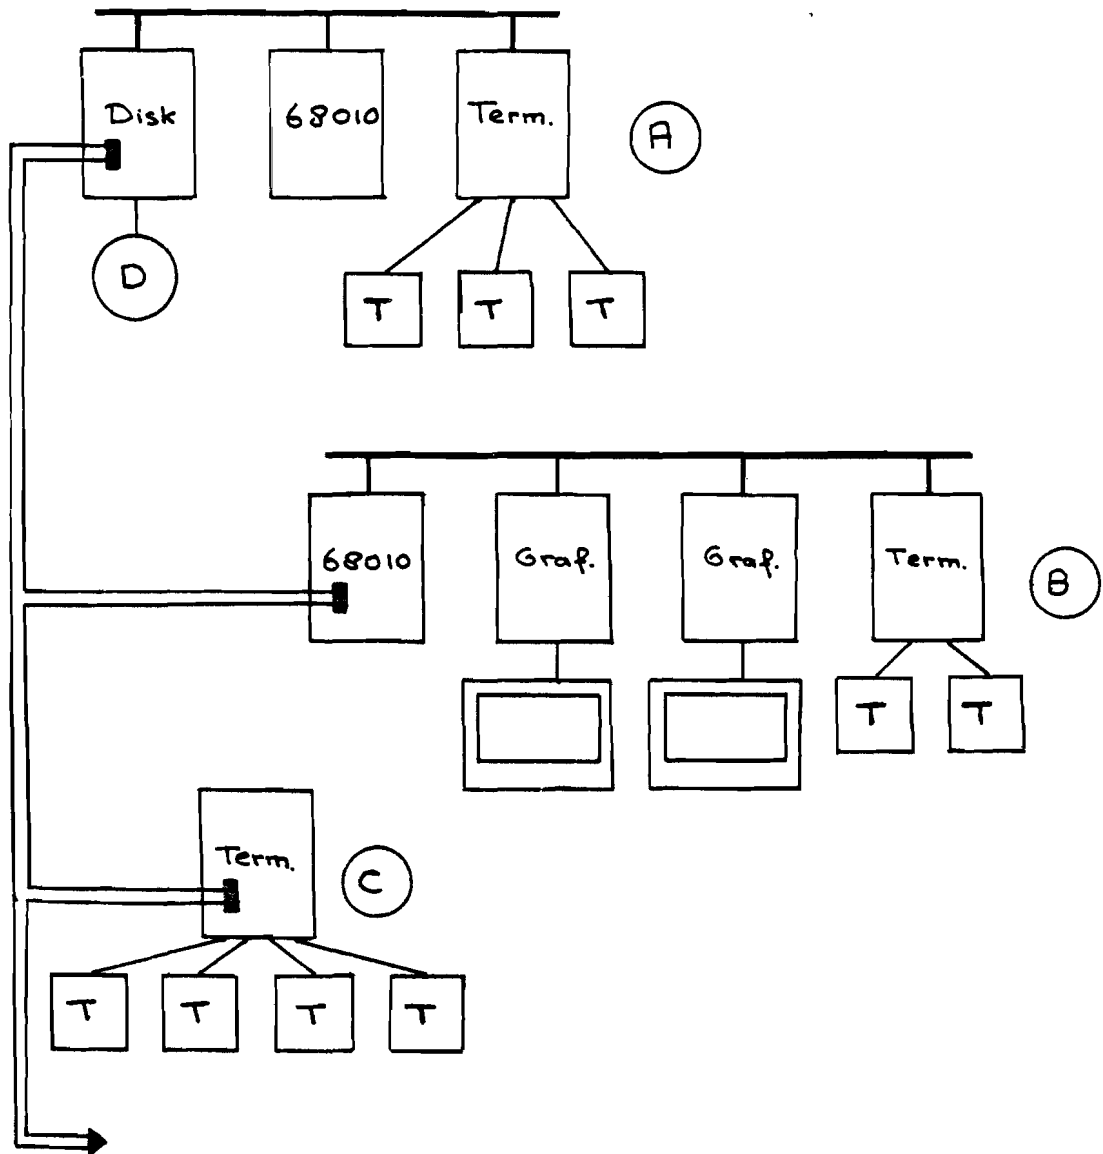 Disk 68010 Term. A
D
T T T
68010 Graf. Graf. Term. B
T T
Term. C
T T T T